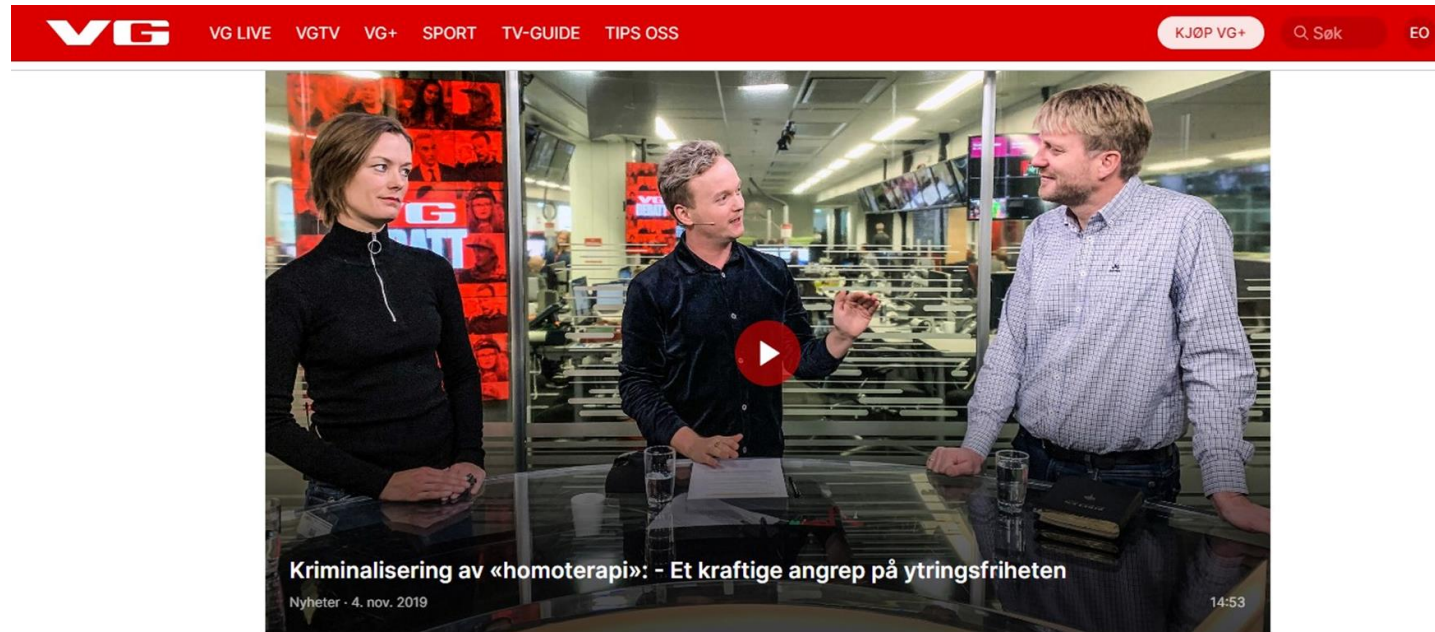 VG VG LIVE VGTV VG+ SPORT TV-GUIDE TIPS OSS KJØP VG+ Søk EO
VG
Kriminalisering av «homoterapi»: - Et kraftige angrep på ytringsfriheten
Nyheter · 4. nov. 2019 14:53